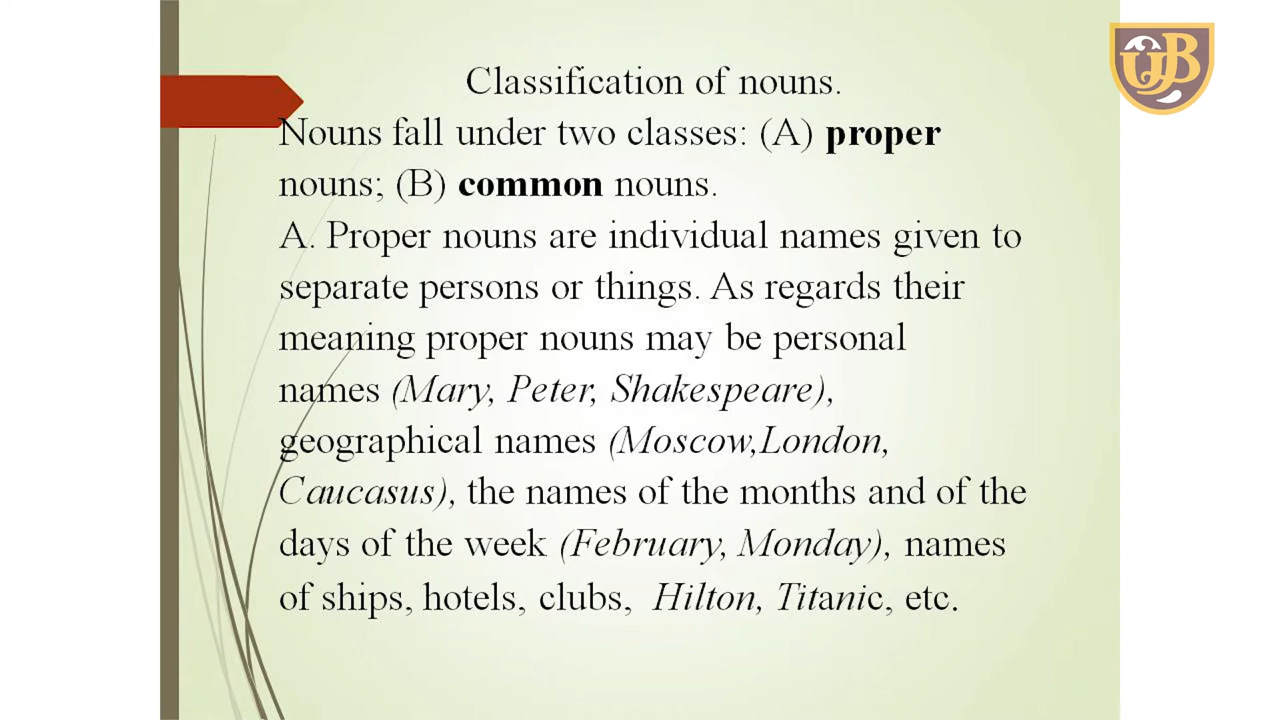 UB
Classification of nouns.
Nouns fall under two classes: (A) proper
nouns; (B) common nouns.
A. Proper nouns are individual names given to
separate persons or things. As regards their
meaning proper nouns may be personal
names (Mary, Peter, Shakespeare),
geographical names (Moscow,London,
Caucasus), the names of the months and of the
days of the week (February, Monday), names
of ships, hotels, clubs, Hilton, Titanic, etc.